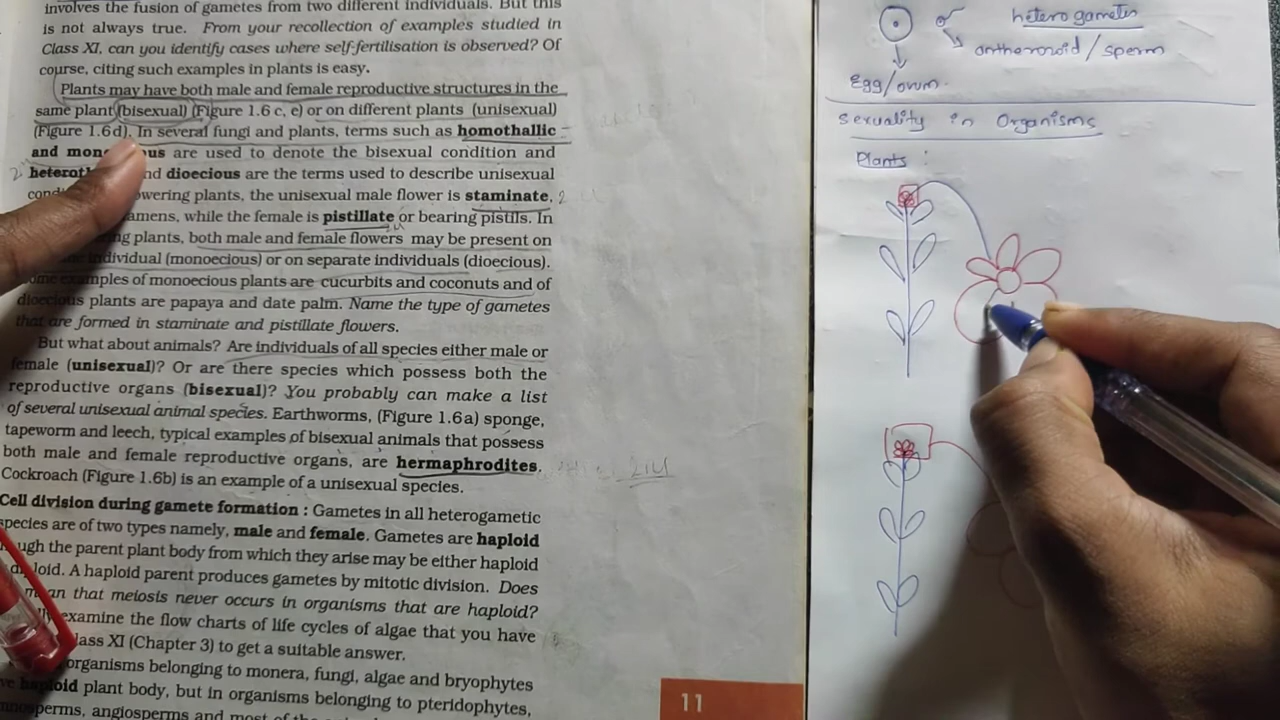 involves the fusion of gametes from two different individuals. But this
is not always true. From your recollection of examples studied in
Class XI, can you identify cases where self-fertilisation is observed? Of
course, citing such examples in plants is easy.
Plants may have both male and female reproductive structures in the
same plant (bisexual) (Figure 1.6 c, e) or on different plants (unisexual)
(Figure 1.6d). In several fungi and plants, terms such as homothallic
and are used to denote the bisexual condition and
and dioecious are the terms used to describe unisexual
flowering plants, the unisexual male flower is staminate,
while the female is pistillate or bearing pistils. In
plants, both male and female flowers may be present on
individual (monoecious) or on separate individuals (dioecious).
examples of monoecious plants are cucurbits and coconuts and of
dioecious plants are papaya and date palm. Name the type of gametes
that are formed in staminate and pistillate flowers.
But what about animals? Are individuals of all species either male or
female (unisexual)? Or are there species which possess both the
reproductive organs (bisexual)? You probably can make a list
of several unisexual animal species. Earthworms, (Figure 1.6a) sponge,
tapeworm and leech, typical examples of bisexual animals that possess
both male and female reproductive organs, are hermaphrodites.
Cockroach (Figure 1.6b) is an example of a unisexual species.
Cell division during gamete formation : Gametes in all heterogametic
species are of two types namely, male and female. Gametes are haploid
the parent plant body from which they arise may be either haploid
A haploid parent produces gametes by mitotic division. Does
that meiosis never occurs in organisms that are haploid?
examine the flow charts of life cycles of algae that you have
Class XI (Chapter 3) to get a suitable answer.
organisms belonging to monera, fungi, algae and bryophytes
haploid plant body, but in organisms belonging to pteridophytes,
angiosperms and most of
11
heterogametes
antherozoid / sperm
Egg/ovum.
Sexuality in Organisms
Plants :